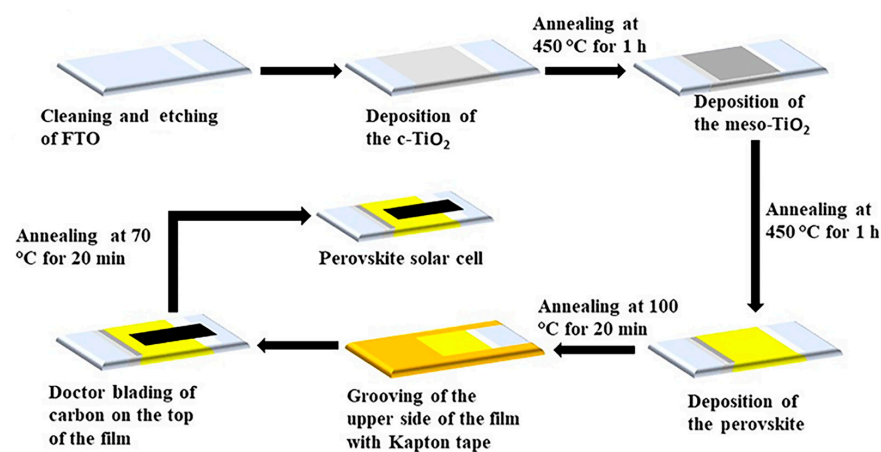 Cleaning and etching
of FTO
Deposition of
the c-TiO₂
Annealing at
450 °C for 1 h
Deposition of
the meso-TiO₂
Annealing at
450 °C for 1 h
Deposition of
the perovskite
Annealing at 100
°C for 20 min
Grooving of the
upper side of the film
with Kapton tape
Doctor blading of
carbon on the top
of the film
Annealing at 70
°C for 20 min
Perovskite solar cell